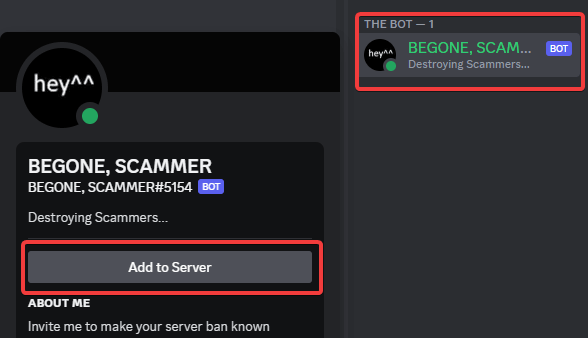 hey^^
BEGONE, SCAMMER
BEGONE, SCAMMER#5154 BOT
Destroying Scammers...
Add to Server
ABOUT ME
Invite me to make your server ban known
THE BOT — 1
hey^^
BEGONE, SCAM... BOT
Destroying Scammers...